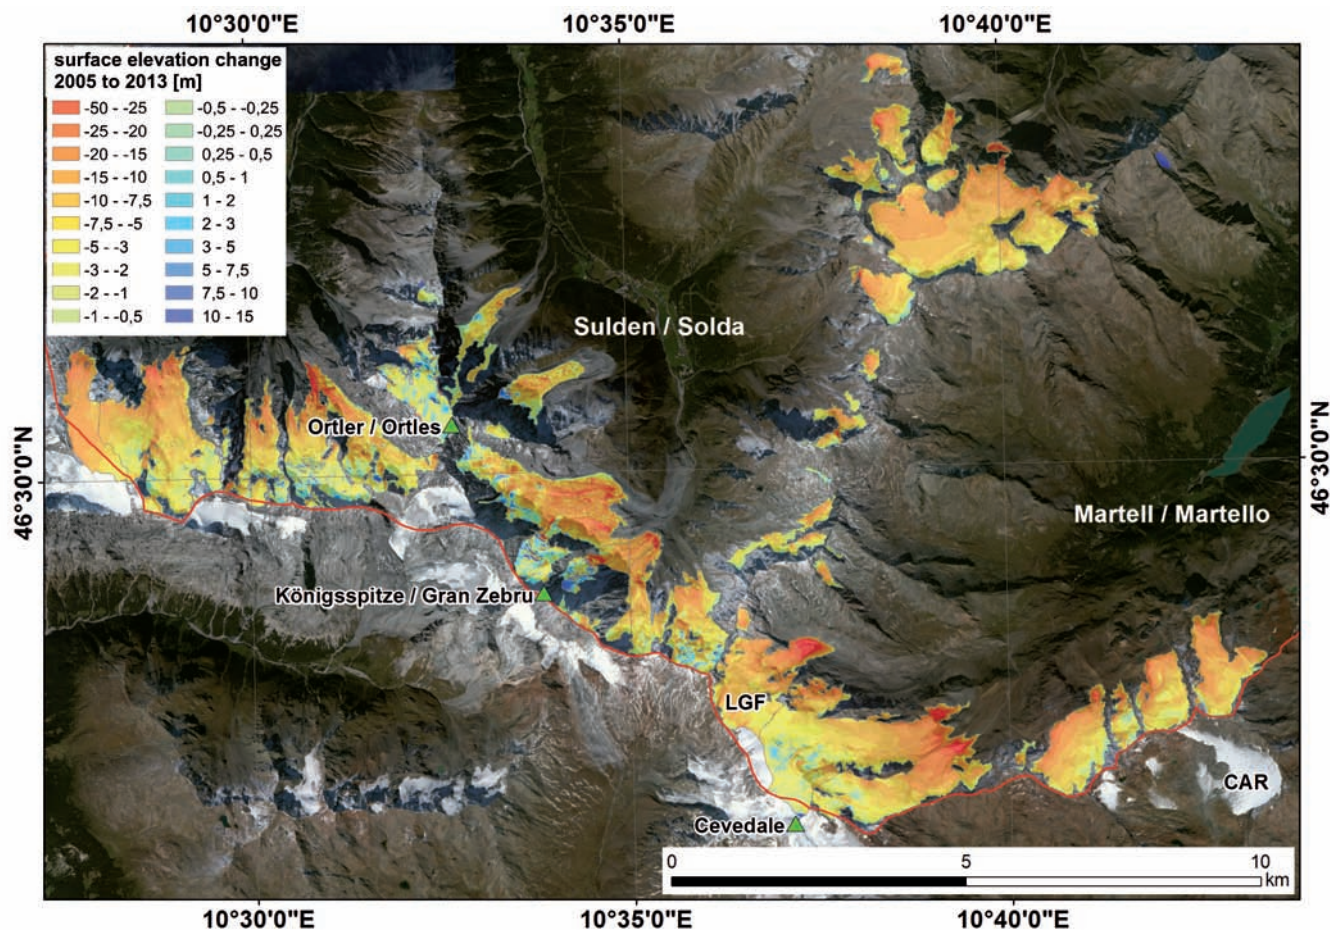 10°30'0"E
10°35'0"E
10°40'0"E
surface elevation change
2005 to 2013 [m]
-50 - -25
-25 - -20
-20 - -15
-15 - -10
-10 - -7,5
-7,5 - -5
-5 - -3
-3 - -2
-2 - -1
-1 - -0,5
-0,5 - -0,25
-0,25 - 0,25
0,25 - 0,5
0,5 - 1
1 - 2
2 - 3
3 - 5
5 - 7,5
7,5 - 10
10 - 15
Sulden / Solda
Ortler / Ortles
46°30'0"N
46°30'0"N
Martell / Martello
Königsspitze / Gran Zebru
LGF
CAR
Cevedale
0
5
10
km
10°30'0"E
10°35'0"E
10°40'0"E